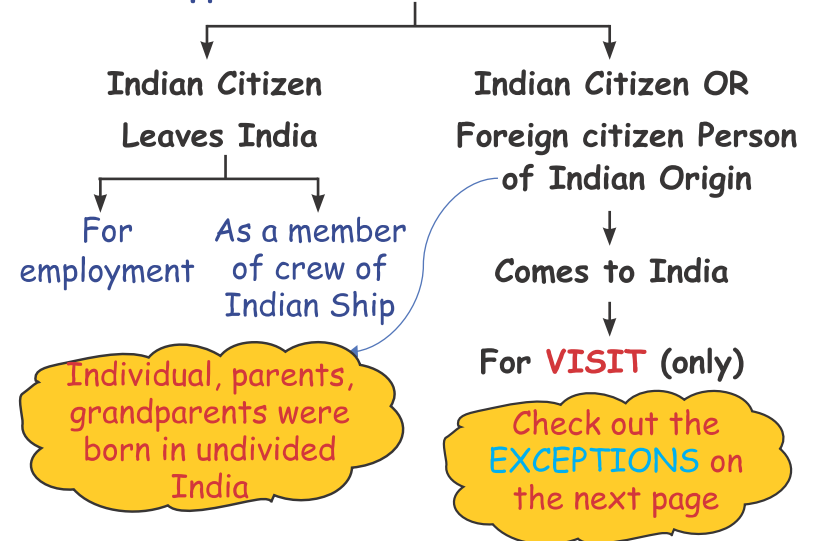 Indian Citizen
Leaves India
For
employment
As a member
of crew of
Indian Ship
Indian Citizen OR
Foreign citizen Person
of Indian Origin
Comes to India
For VISIT (only)
Individual, parents,
grandparents were
born in undivided
India
Check out the
EXCEPTIONS on
the next page